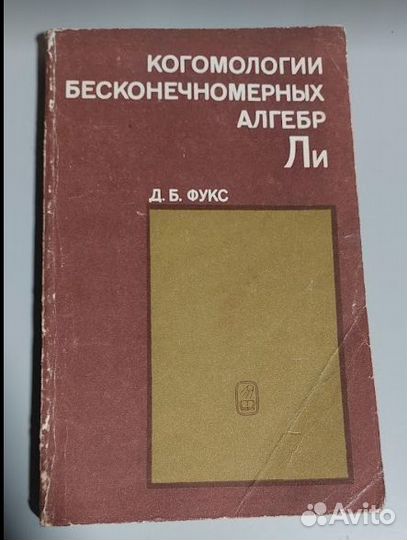 КОГОМОЛОГИИ
БЕСКОНЕЧНОМЕРНЫХ
АЛГЕБР
Ли
Д. Б. ФУКС
Avito